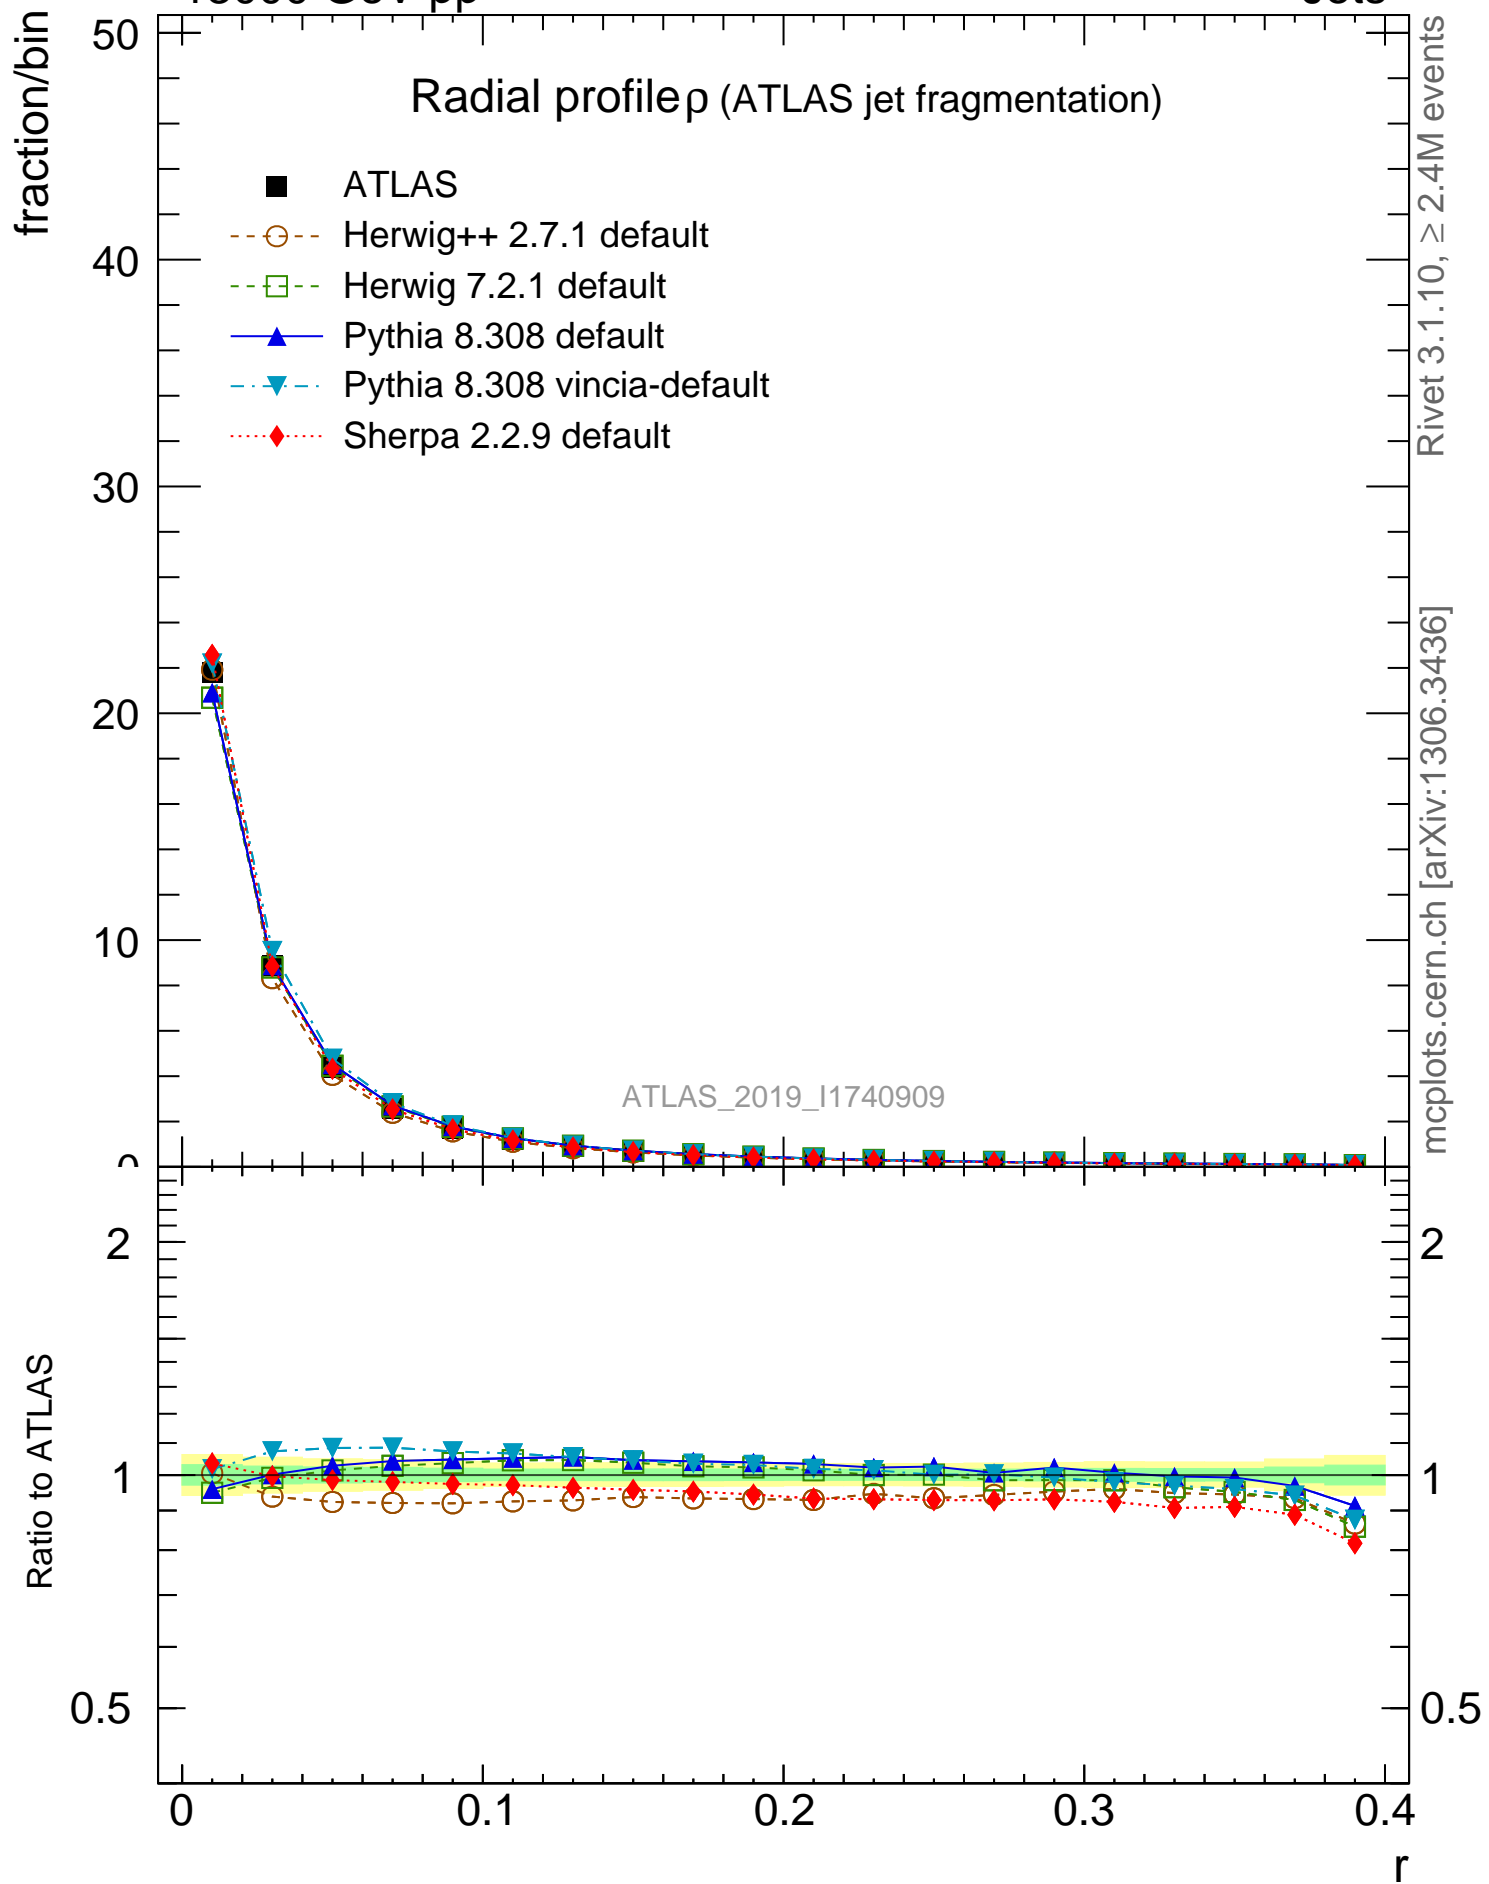 fraction/bin
50
40
30
20
10
Radial profile ρ (ATLAS jet fragmentation)
ATLAS
Herwig++ 2.7.1 default
Herwig 7.2.1 default
Pythia 8.308 default
Pythia 8.308 vincia-default
Sherpa 2.2.9 default
ATLAS_2019_I1740909
Rivet 3.1.10, ≥ 2.4M events
mcplots.cern.ch [arXiv:1306.3436]
Ratio to ATLAS
2
1
0.5
2
1
0.5
0
0.1
0.2
0.3
0.4
r